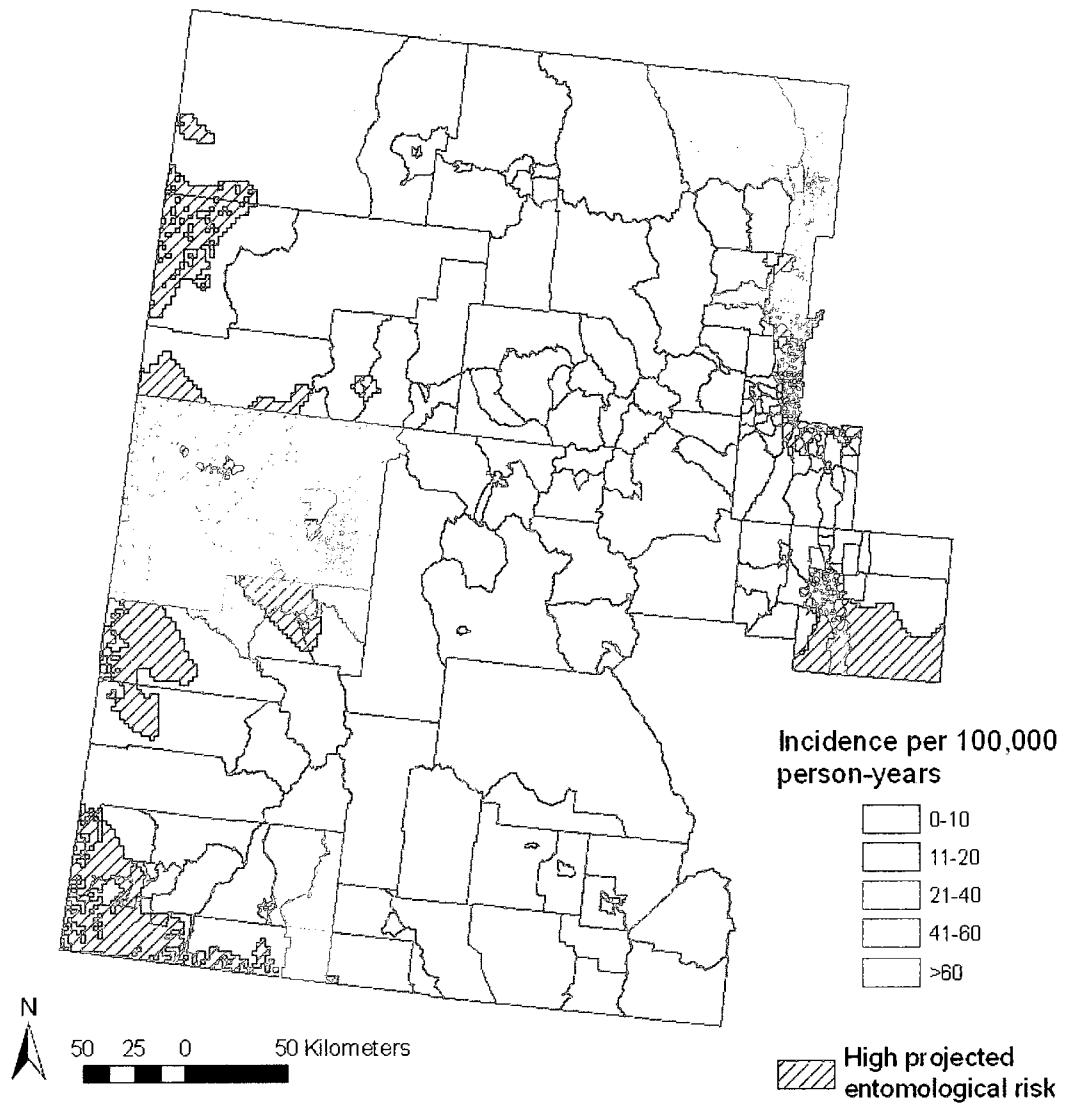 Incidence per 100,000
person-years
0-10
11-20
21-40
41-60
>60
N
50 25 0 50 Kilometers
High projected
entomological risk